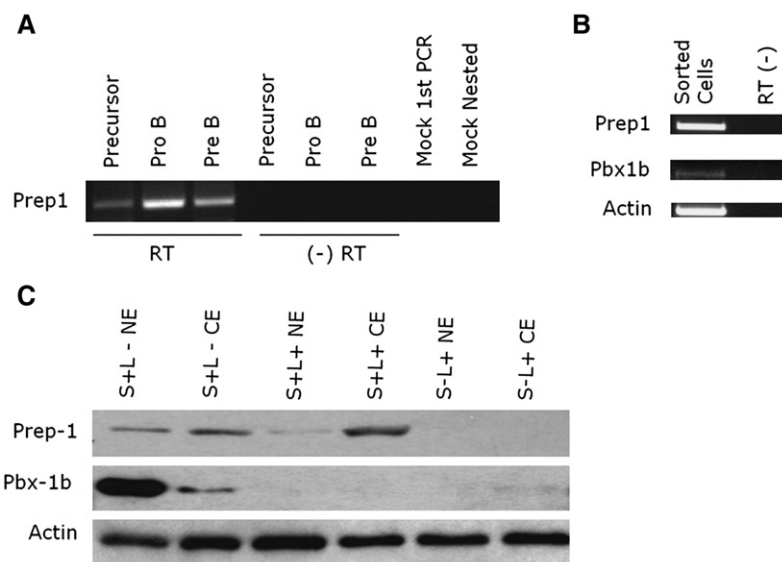 A
Precursor
Pro B
Pre B
Precursor
Pro B
Pre B
Mock 1st PCR
Mock Nested
Prep1
RT
(-) RT
B
Sorted
Cells
RT (-)
Prep1
Pbx1b
Actin
C
S+L - NE
S+L - CE
S+L+ NE
S+L+ CE
S-L+ NE
S-L+ CE
Prep-1
Pbx-1b
Actin